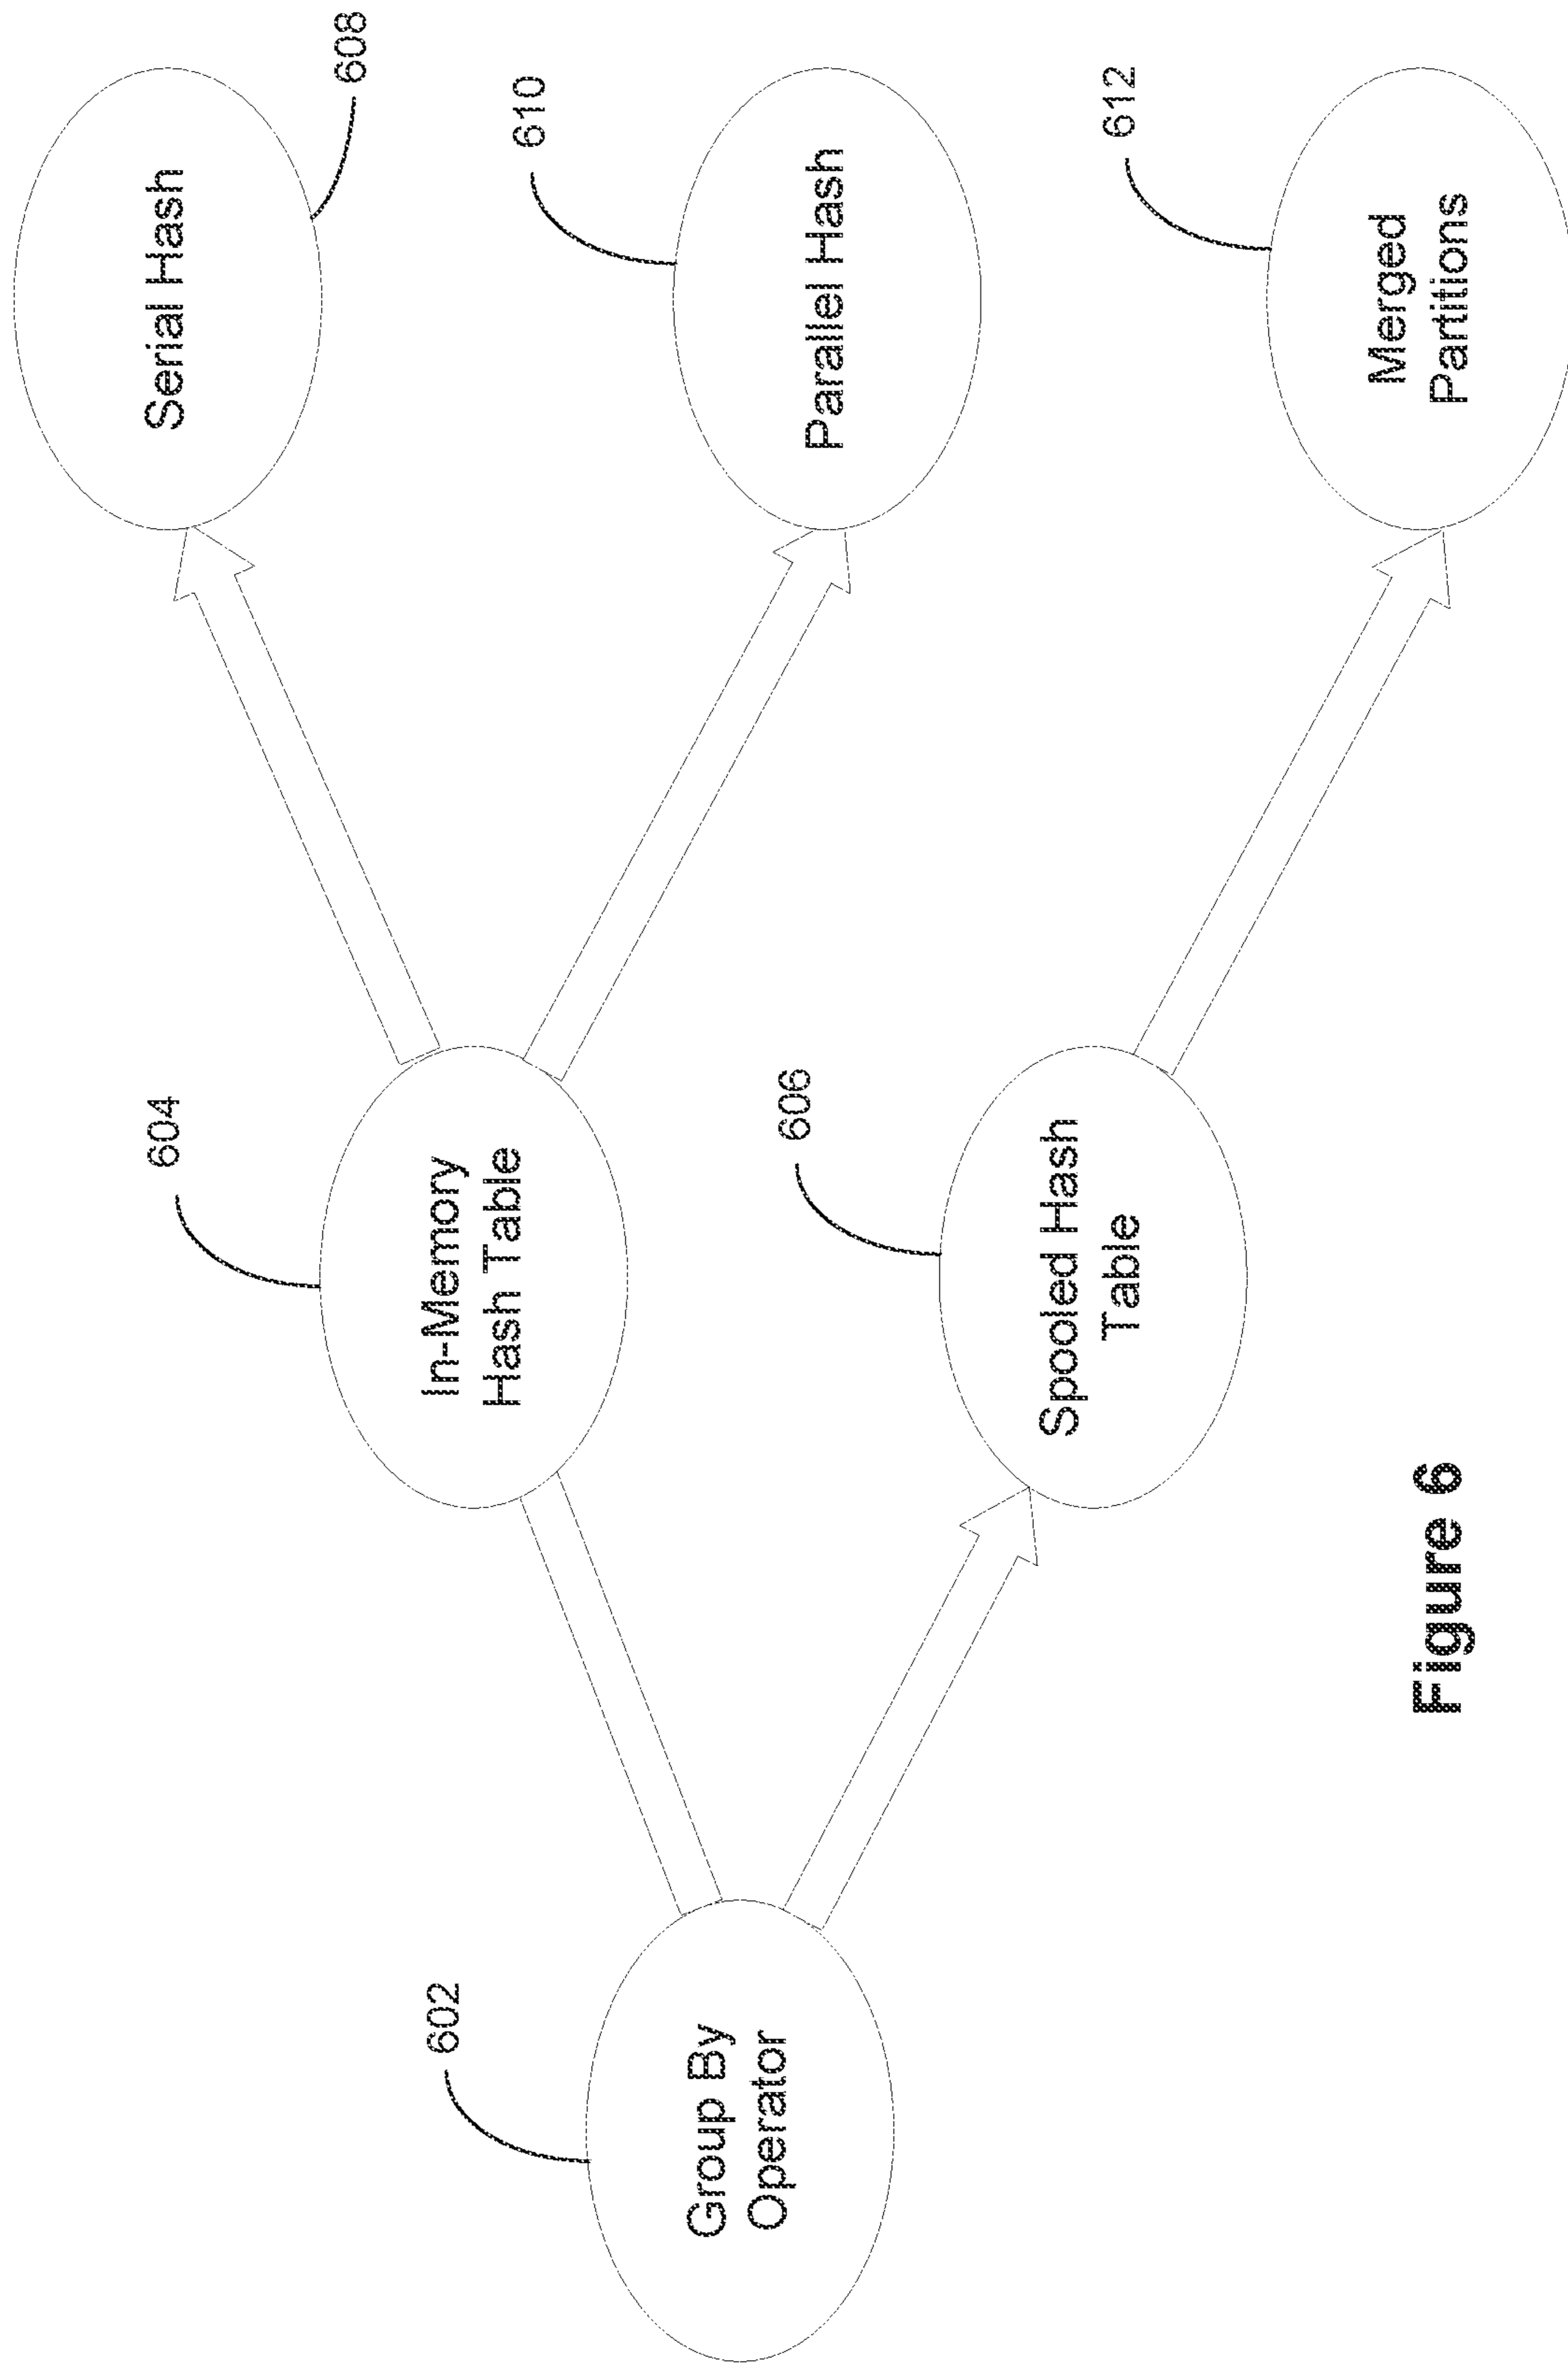 608
Serial Hash
610
Parallel Hash
612
Merged
Partitions
604
In-Memory
Hash Table
606
Spooled Hash
Table
602
Group By
Operator
Figure 6